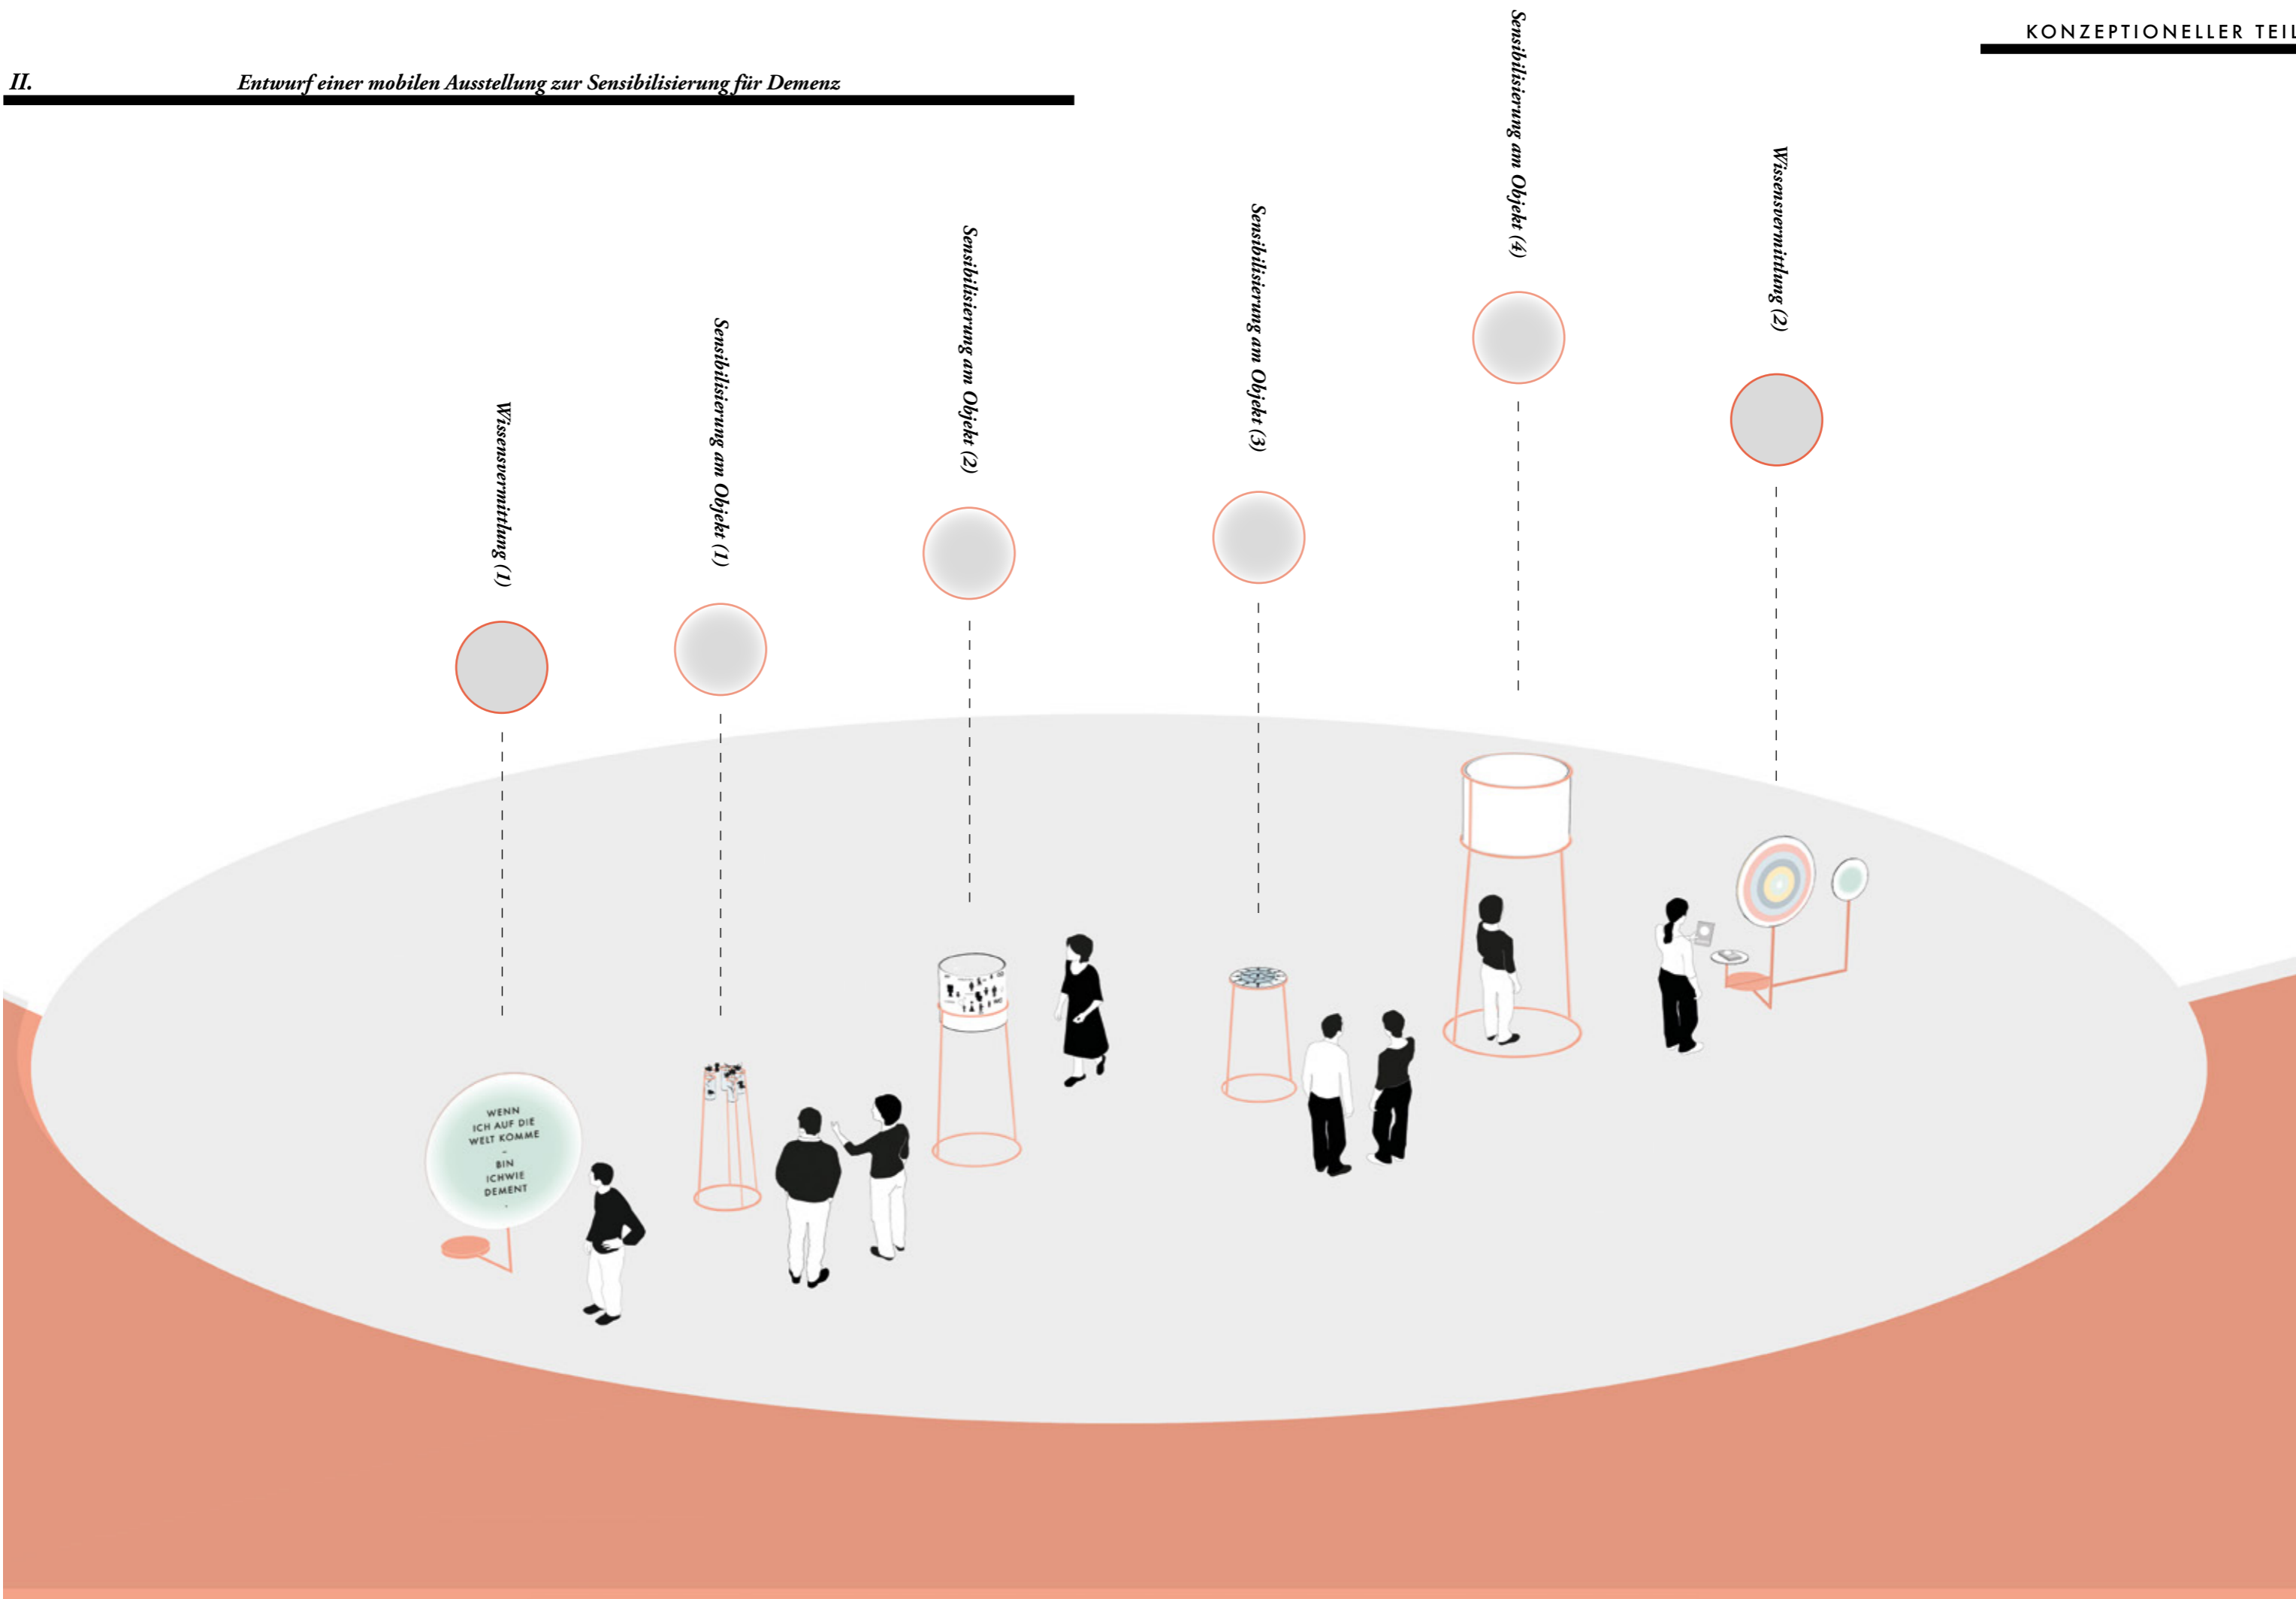 KONZEPTIONELLER TEIL
II.
Entwurf einer mobilen Ausstellung zur Sensibilisierung für Demenz
Wissensvermittlung (1)
Sensibilisierung am Objekt (1)
Sensibilisierung am Objekt (2)
Sensibilisierung am Objekt (3)
Sensibilisierung am Objekt (4)
Wissensvermittlung (2)
WENN
ICH AUF DIE
WELT KOMME
–
BIN
ICHWIE
DEMENT
.